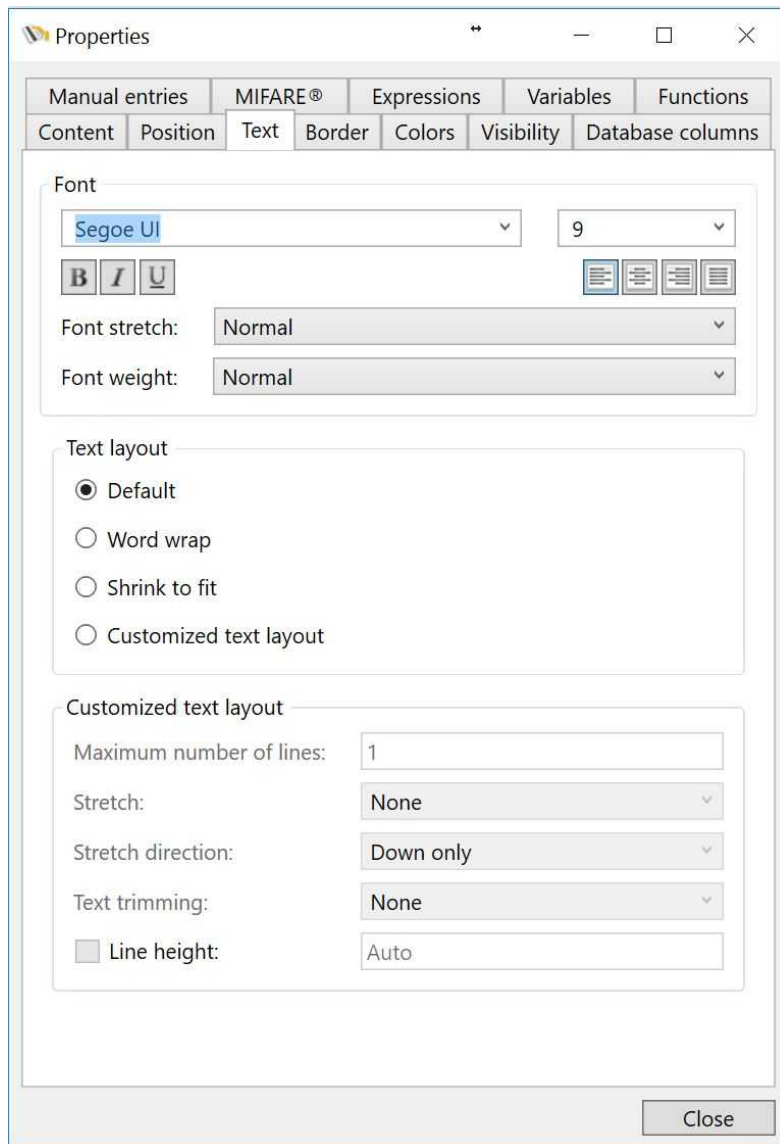 Properties
Manual entries MIFARE® Expressions Variables Functions
Content Position Text Border Colors Visibility Database columns
Font
Segoe UI 9
B I U
Font stretch: Normal
Font weight: Normal
Text layout
Default
Word wrap
Shrink to fit
Customized text layout
Customized text layout
Maximum number of lines: 1
Stretch: None
Stretch direction: Down only
Text trimming: None
Line height: Auto
Close